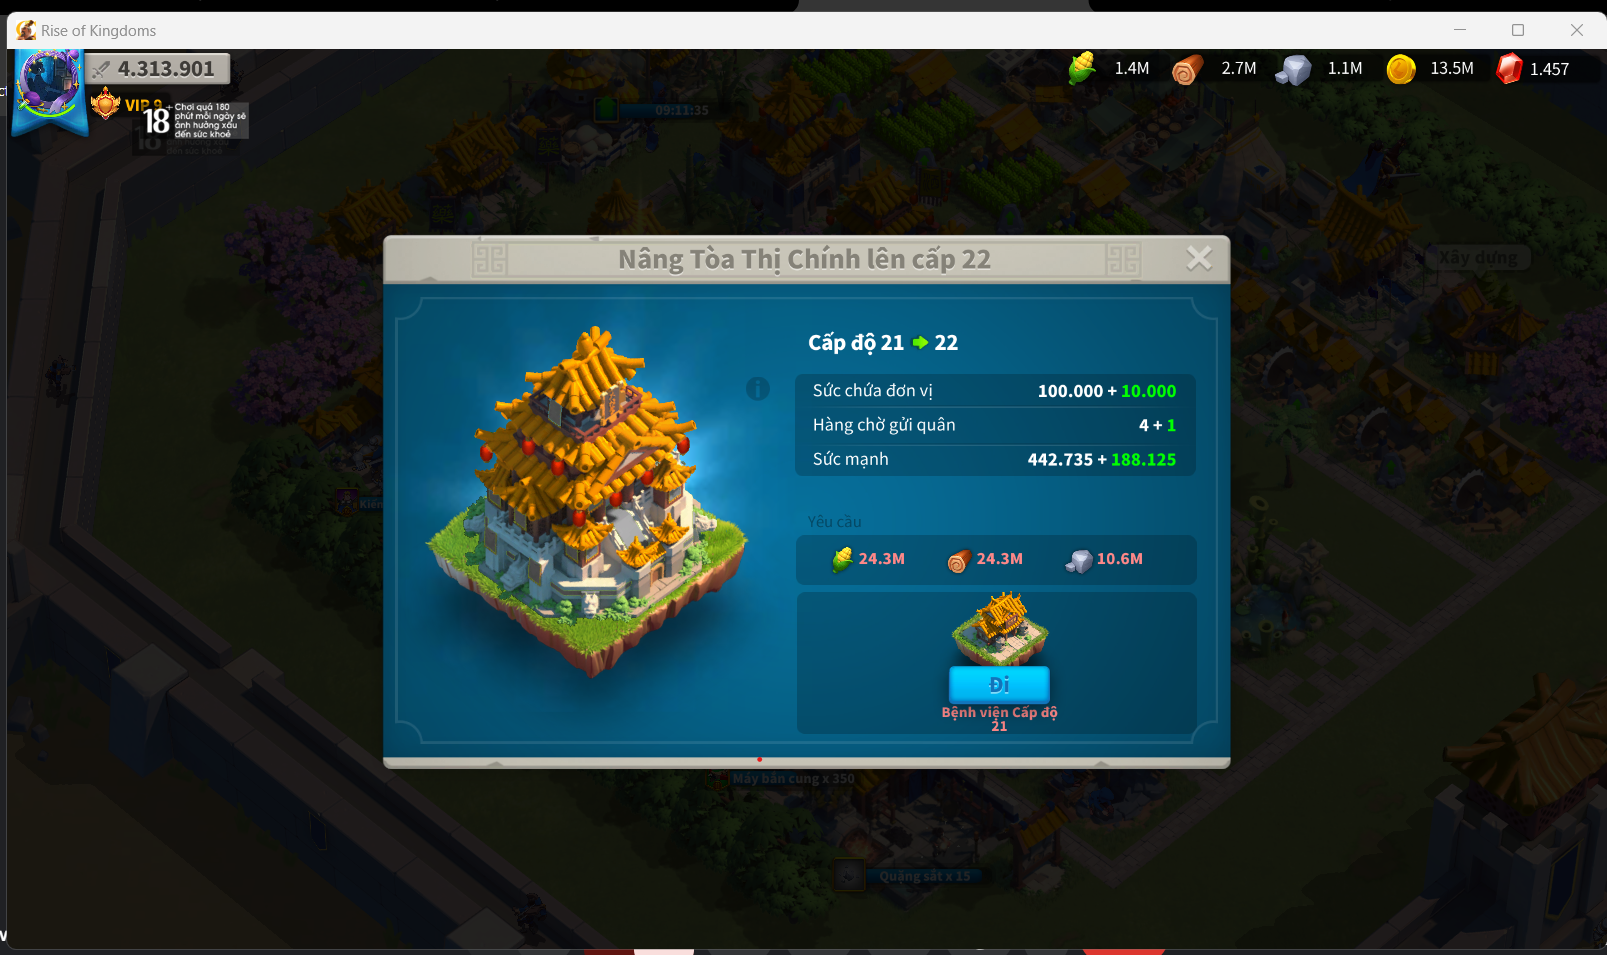 Rise of Kingdoms
4.313.901
1.4M
2.7M
1.1M
13.5M
1.457
VIP 9
18+
Chơi quá 180
phút mỗi ngày sẽ
ảnh hưởng xấu
đến sức khoẻ
09:11:35
Nâng Tòa Thị Chính lên cấp 22
Xây dựng
Cấp độ 21 22
Sức chứa đơn vị 100.000 + 10.000
Hàng chờ gửi quân 4 + 1
Sức mạnh 442.735 + 188.125
Yêu cầu
24.3M 24.3M 10.6M
Đi
Bệnh viện Cấp độ
21
Máy bắn cung x 350
Quặng sắt x 15